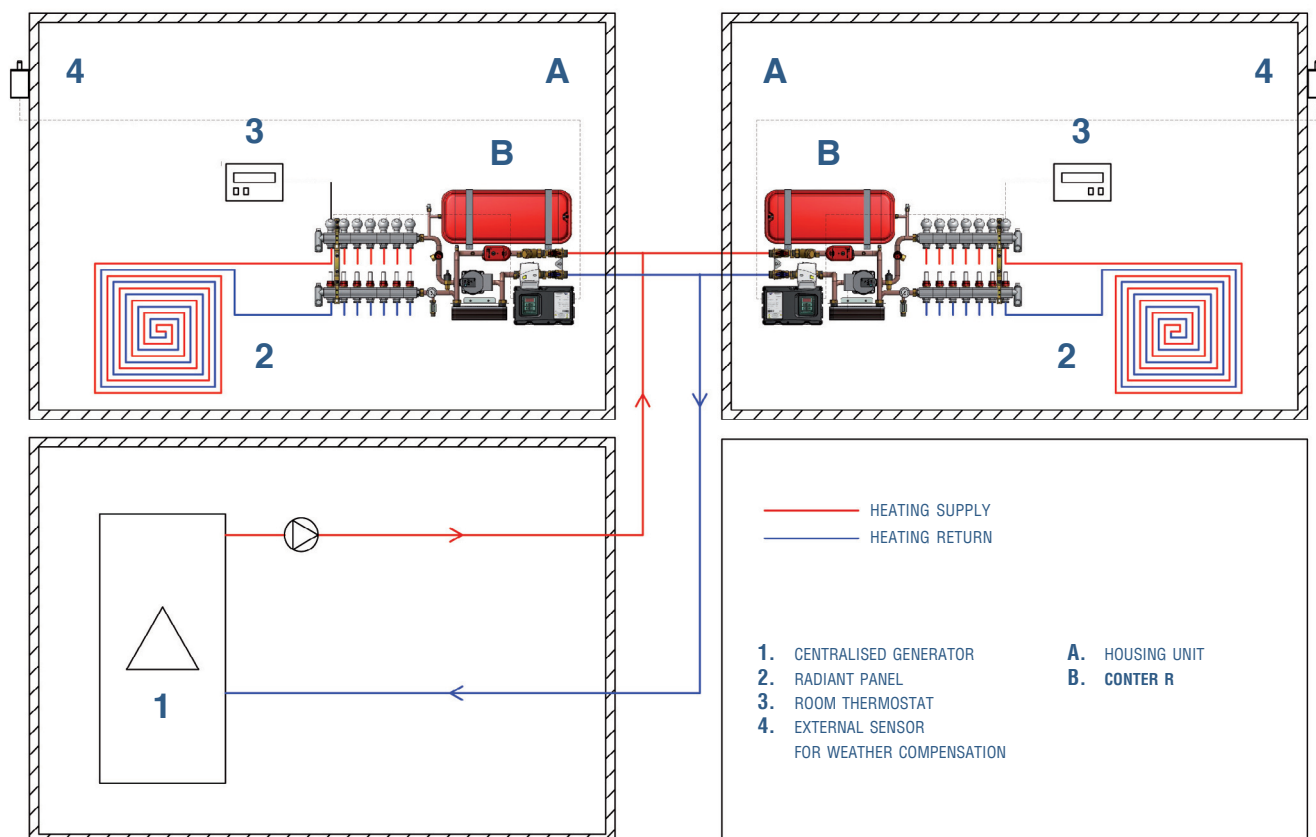 4
A
A
4
3
3
B
B
2
2
HEATING SUPPLY
HEATING RETURN
1
1. CENTRALISED GENERATOR
2. RADIANT PANEL
3. ROOM THERMOSTAT
4. EXTERNAL SENSOR
FOR WEATHER COMPENSATION
A. HOUSING UNIT
B. CONTER R